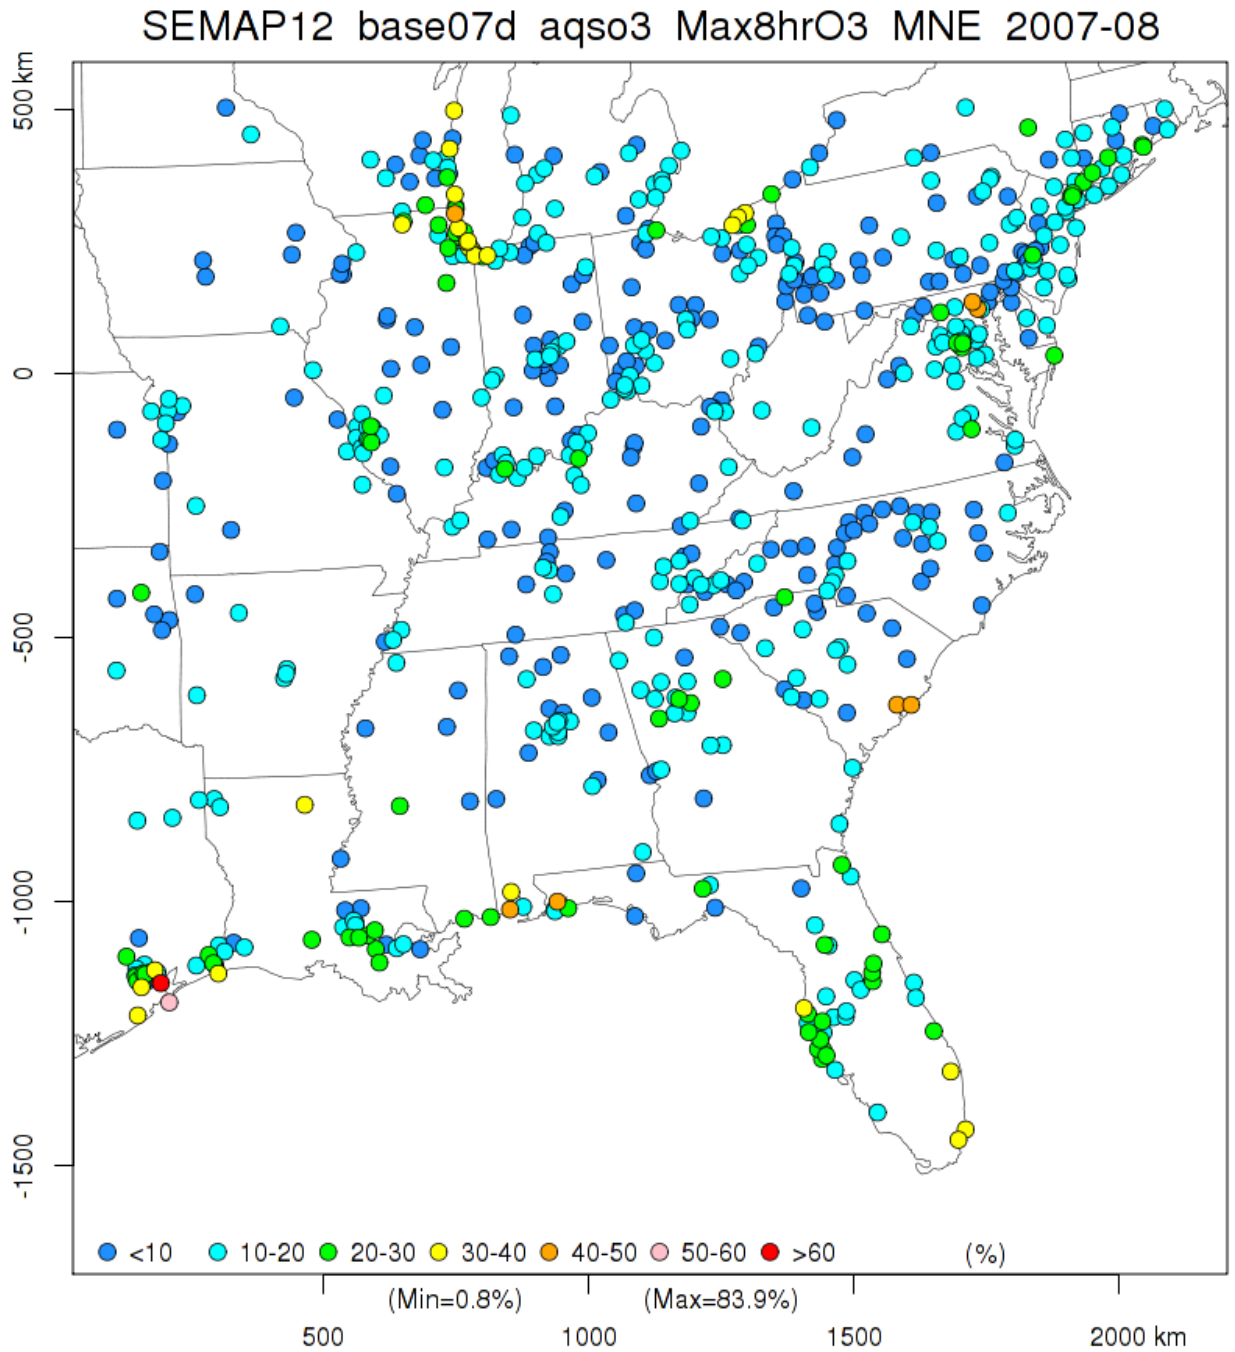 SEMAP12 base07d aqso3 Max8hrO3 MNE 2007-08
500 km
0
-500
-1000
-1500
<10 10-20 20-30 30-40 40-50 50-60 >60 (%)
(Min=0.8%) (Max=83.9%)
500 1000 1500 2000 km